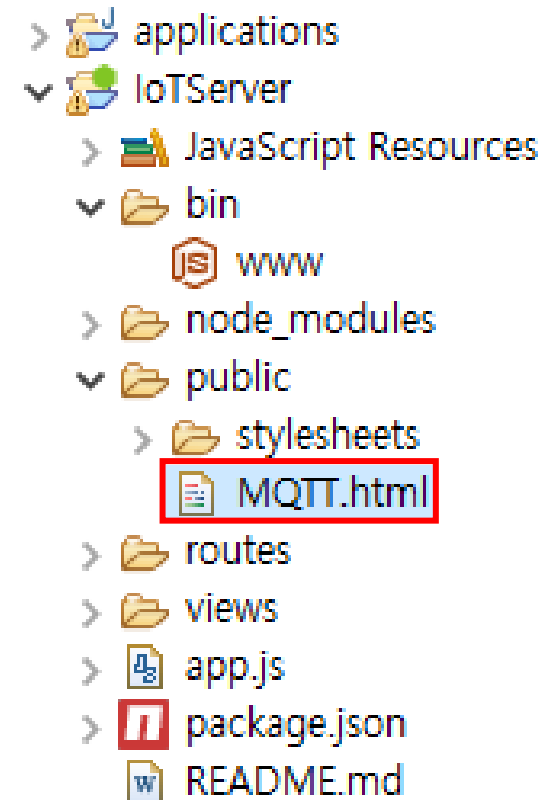 applications
IoTServer
JavaScript Resources
bin
www
node_modules
public
stylesheets
MQTT.html
routes
views
app.js
package.json
README.md